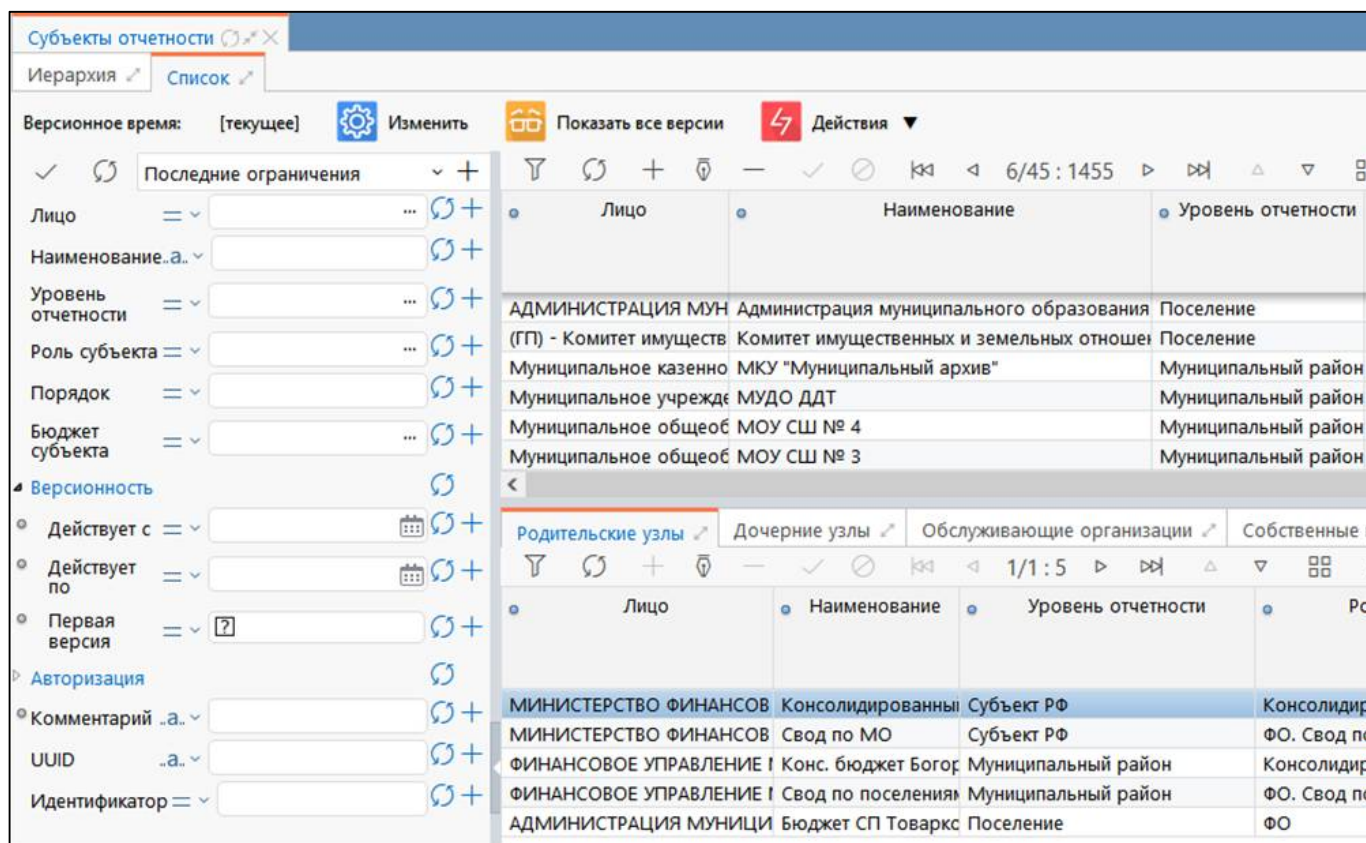 Субъекты отчетности
Иерархия Список
Версионное время: [текущее] Изменить Показать все версии Действия
Последние ограничения
Лицо =
Наименование ..a..
Уровень отчетности =
Роль субъекта =
Порядок =
Бюджет субъекта =
Версионность
Действует с =
Действует по =
Первая версия = ?
Авторизация
Комментарий ..a..
UUID ..a..
Идентификатор =
6/45 : 1455
Лицо Наименование Уровень отчетности
АДМИНИСТРАЦИЯ МУН Администрация муниципального образования Поселение
(ГП) - Комитет имуществ Комитет имущественных и земельных отноше Поселение
Муниципальное казенно МКУ "Муниципальный архив" Муниципальный район
Муниципальное учрежде МУДО ДДТ Муниципальный район
Муниципальное общеоб МОУ СШ № 4 Муниципальный район
Муниципальное общеоб МОУ СШ № 3 Муниципальный район
Родительские узлы Дочерние узлы Обслуживающие организации Собственные
1/1 : 5
Лицо Наименование Уровень отчетности Ро
МИНИСТЕРСТВО ФИНАНСОВ Консолидированны Субъект РФ Консолидир
МИНИСТЕРСТВО ФИНАНСОВ Свод по МО Субъект РФ ФО. Свод по
ФИНАНСОВОЕ УПРАВЛЕНИЕ Конс. бюджет Богор Муниципальный район Консолидир
ФИНАНСОВОЕ УПРАВЛЕНИЕ Свод по поселениям Муниципальный район ФО. Свод по
АДМИНИСТРАЦИЯ МУНИЦИ Бюджет СП Товарко Поселение ФО